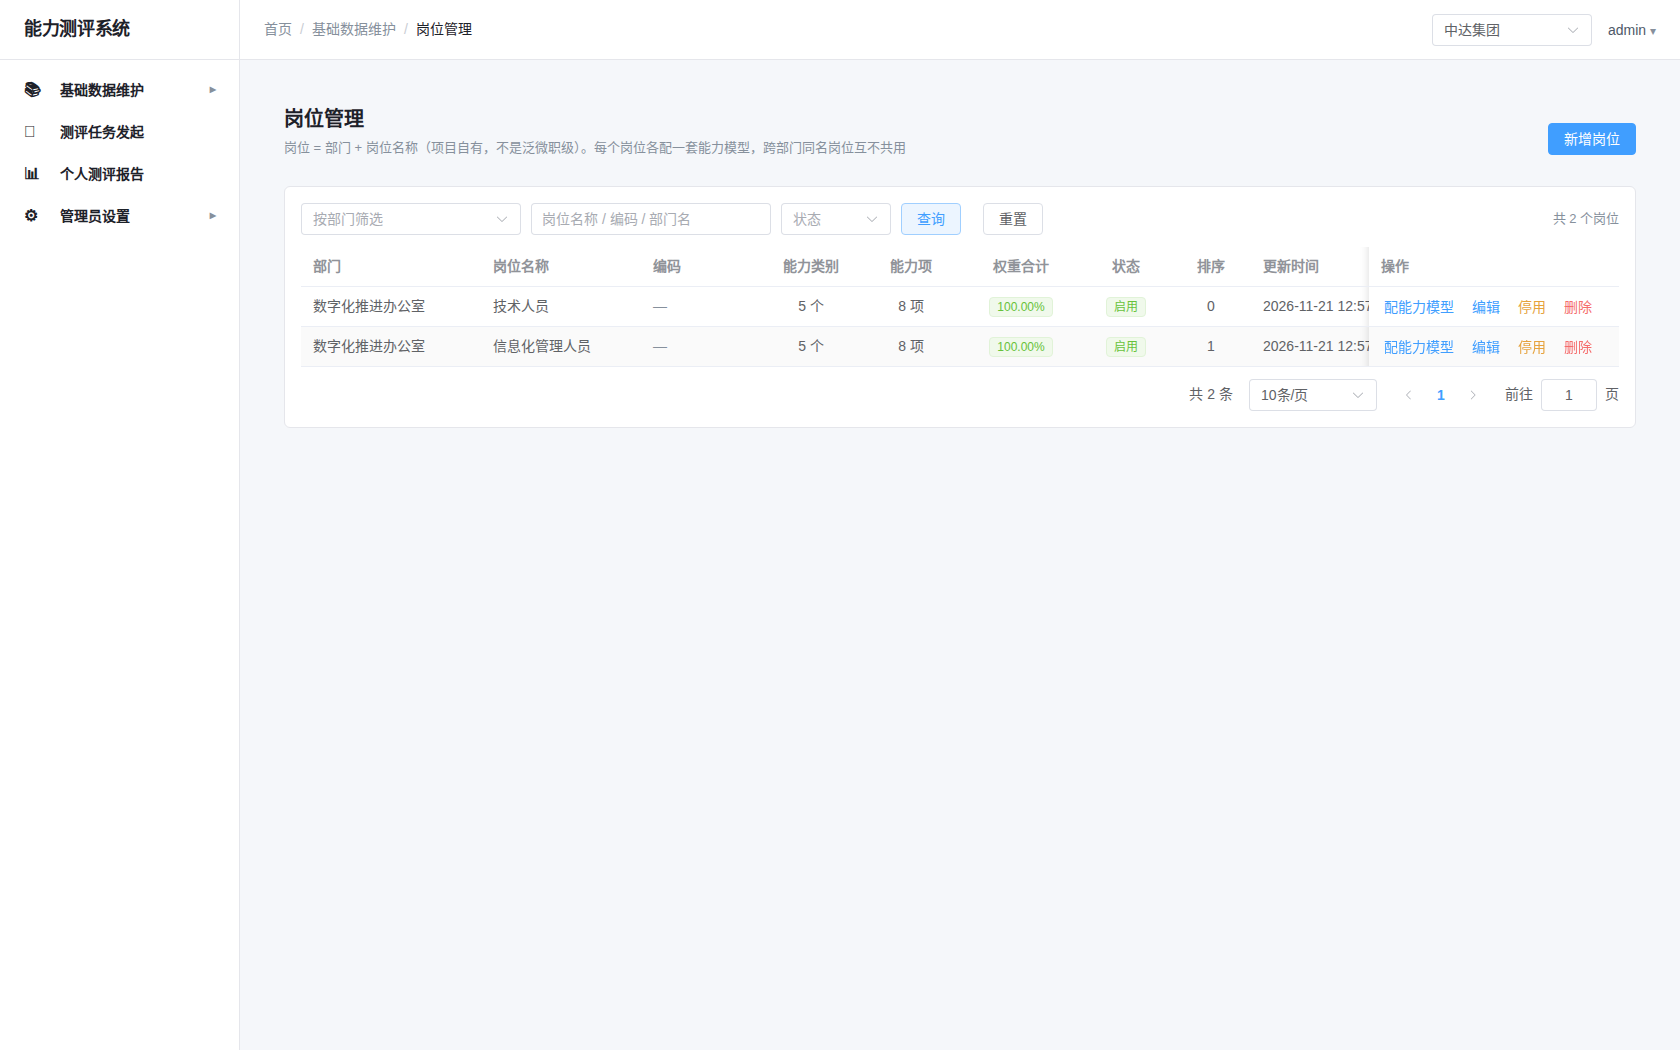 能力测评系统
首页 / 基础数据维护 / 岗位管理
中达集团
admin ▾
基础数据维护
测评任务发起
个人测评报告
管理员设置
岗位管理
岗位 = 部门 + 岗位名称（项目自有，不是泛微职级）。每个岗位各配一套能力模型，跨部门同名岗位互不共用
新增岗位
按部门筛选 岗位名称 / 编码 / 部门名 状态 查询 重置 共 2 个岗位
部门 岗位名称 编码 能力类别 能力项 权重合计 状态 排序 更新时间 操作
数字化推进办公室 技术人员 — 5 个 8 项 100.00% 启用 0 2026-11-21 12:57 配能力模型 编辑 停用 删除
数字化推进办公室 信息化管理人员 — 5 个 8 项 100.00% 启用 1 2026-11-21 12:57 配能力模型 编辑 停用 删除
共 2 条 10条/页 1 前往 1 页